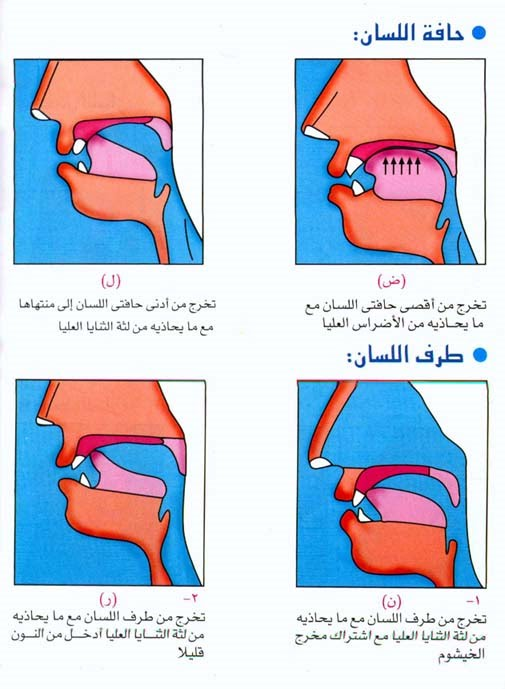 حافة اللسان:
(ض)
تخرج من أقصى حافتى اللسان مع
ما يحاذيه من الأضراس العليا
(ل)
تخرج من أدنى حافتى اللسان إلى منتهاها
مع ما يحاذيه من لثة الثنايا العليا
طرف اللسان:
١- (ن)
تخرج من طرف اللسان مع ما يحاذيه
من لثة الثنايا العليا مع اشتراك مخرج
الخيشوم
٢- (ر)
تخرج من طرف اللسان مع ما يحاذيه
من لثة الثنايا العليا أدخل من النون
قليلا